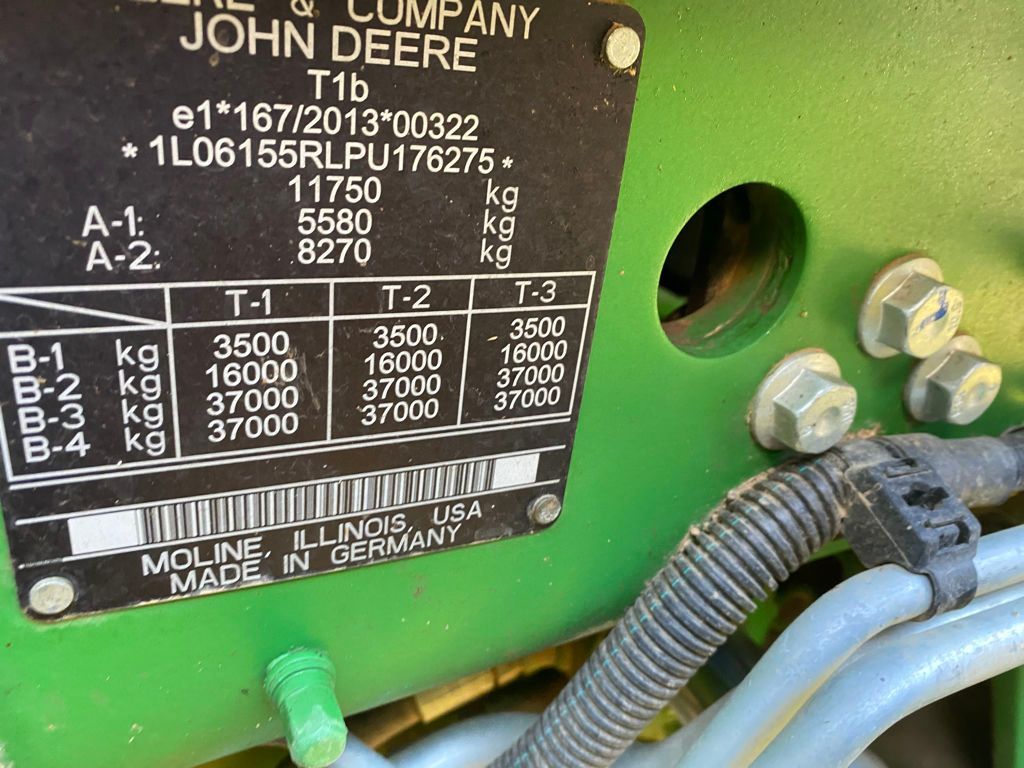 & COMPANY
JOHN DEERE
T1b
e1*167/2013*00322
*1L06155RLPU176275*
11750 kg
A-1: 5580 kg
A-2: 8270 kg
T-1 T-2 T-3
B-1 kg 3500 3500 3500
B-2 kg 16000 16000 16000
B-3 kg 37000 37000 37000
B-4 kg 37000 37000 37000
MOLINE, ILLINOIS, USA
MADE IN GERMANY